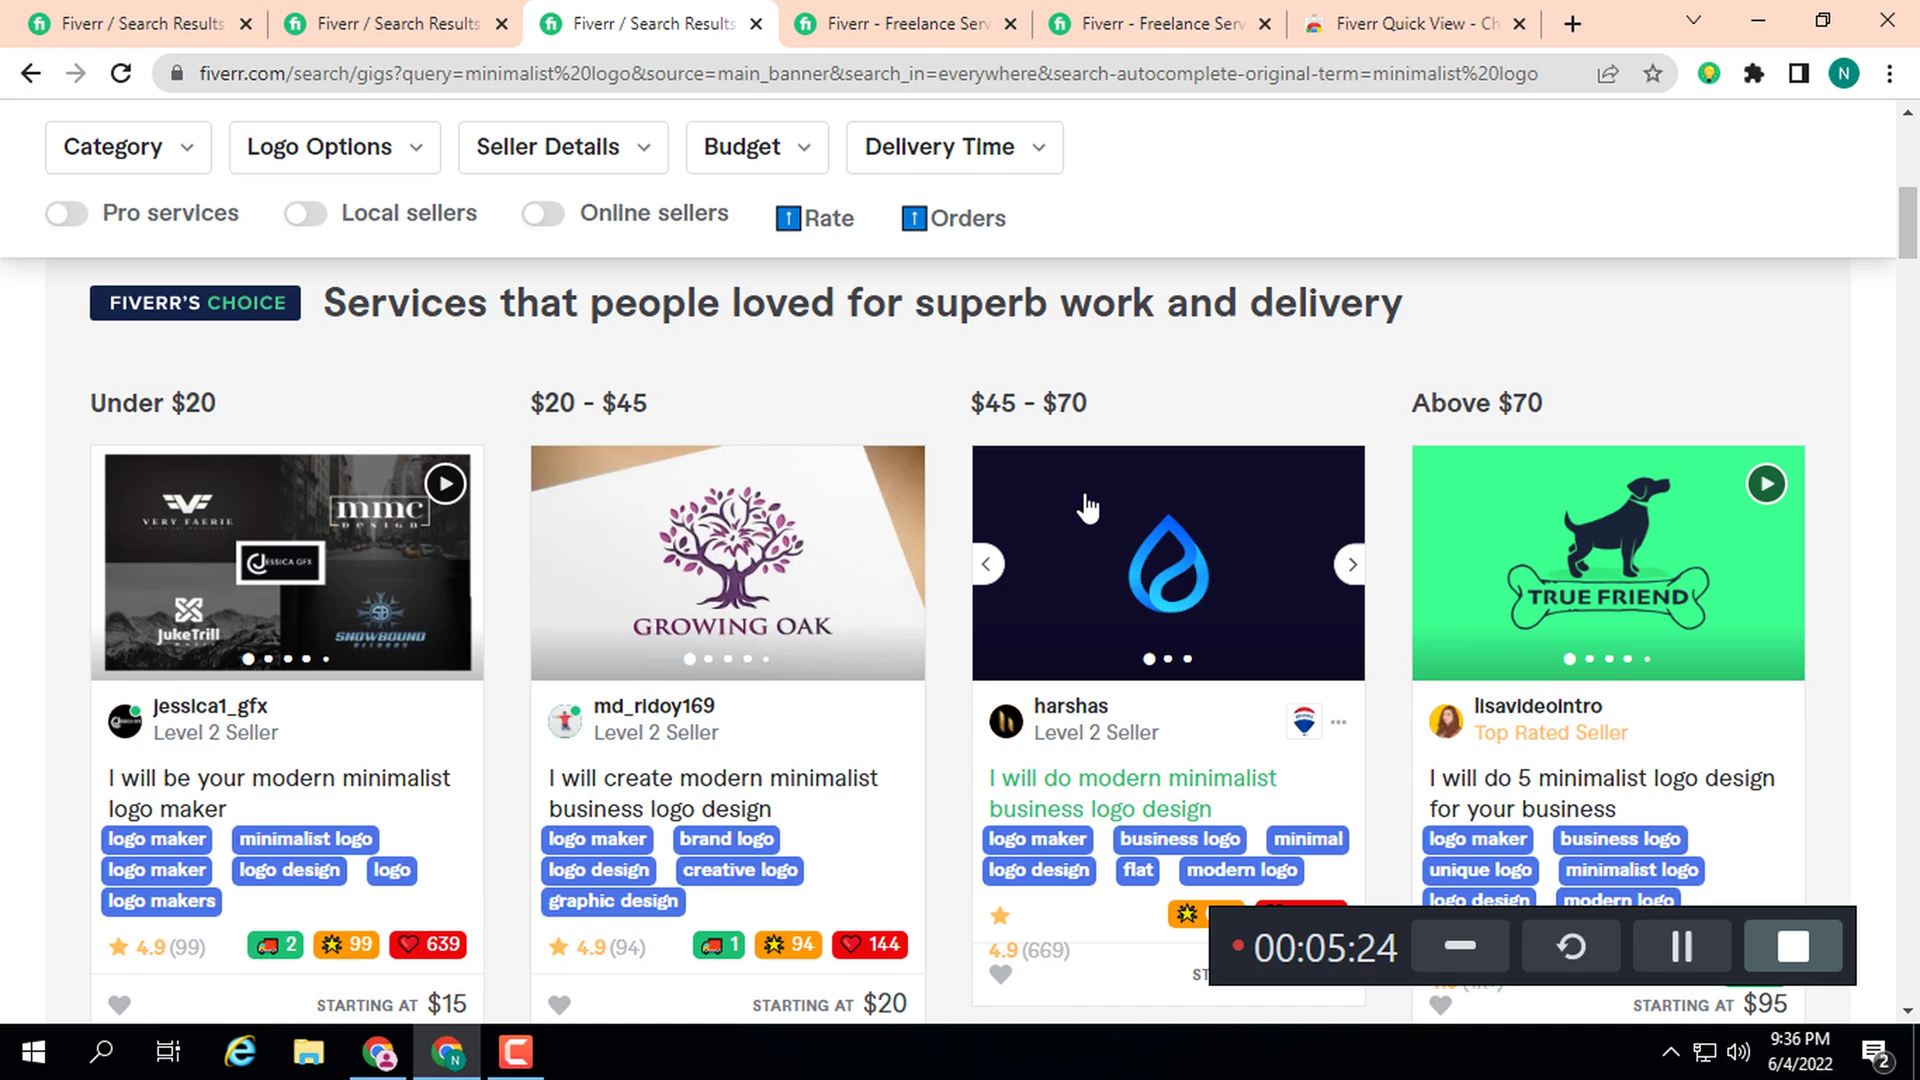 Fiverr / Search Results
Fiverr / Search Results
Fiverr / Search Results
Fiverr - Freelance Serv
Fiverr - Freelance Serv
Fiverr Quick View - Ch
fiverr.com/search/gigs?query=minimalist%20logo&source=main_banner&search_in=everywhere&search-autocomplete-original-term=minimalist%20logo
N
Category
Logo Options
Seller Details
Budget
Delivery Time
Pro services
Local sellers
Online sellers
Rate
Orders
FIVERR'S CHOICE
Services that people loved for superb work and delivery
Under $20
$20 - $45
$45 - $70
Above $70
VERY FAERIE
mmc
DESIGN
JESSICA GFX
JukeTrill
SB
SNOWBOUND
RECORDS
GROWING OAK
TRUE FRIEND
jessica1_gfx
Level 2 Seller
I will be your modern minimalist
logo maker
logo maker
minimalist logo
logo maker
logo design
logo
logo makers
4.9 (99)
2
99
639
STARTING AT $15
md_ridoy169
Level 2 Seller
I will create modern minimalist
business logo design
logo maker
brand logo
logo design
creative logo
graphic design
4.9 (94)
1
94
144
STARTING AT $20
harshas
Level 2 Seller
I will do modern minimalist
business logo design
logo maker
business logo
minimal
logo design
flat
modern logo
4.9 (669)
lisavideointro
Top Rated Seller
I will do 5 minimalist logo design
for your business
logo maker
business logo
unique logo
minimalist logo
logo design
modern logo
STARTING AT $95
00:05:24
N
9:36 PM
6/4/2022
2